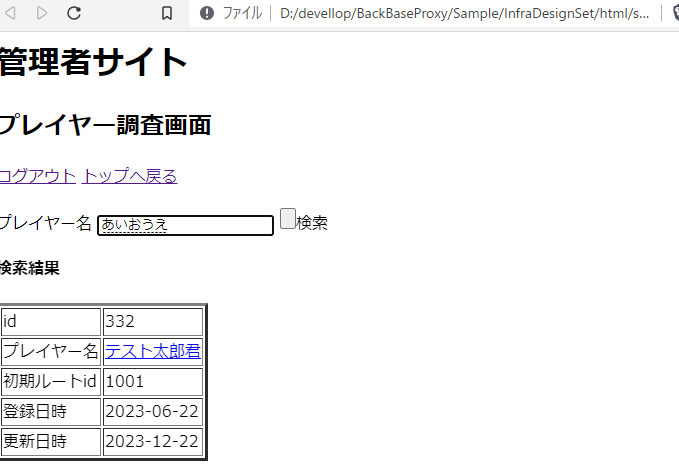 ファイル D:/devellop/BackBaseProxy/Sample/InfraDesignSet/html/s...
管理者サイト
プレイヤー調査画面
ログアウト トップへ戻る
プレイヤー名 あいおうえ 検索
検索結果
id 332
プレイヤー名 テスト太郎君
初期ルートid 1001
登録日時 2023-06-22
更新日時 2023-12-22